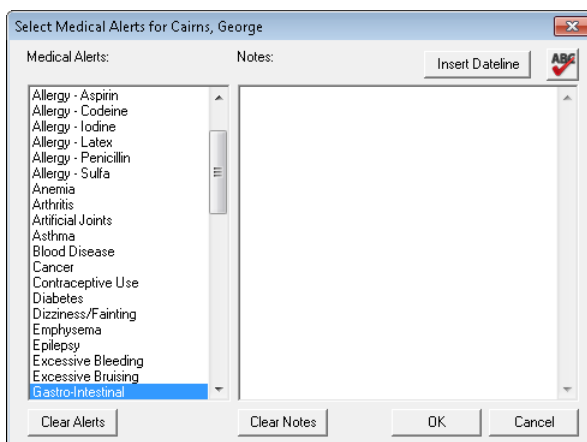 Select Medical Alerts for Cairns, George
Medical Alerts:
Notes:
Insert Dateline
ABC
Allergy - Aspirin
Allergy - Codeine
Allergy - Iodine
Allergy - Latex
Allergy - Penicillin
Allergy - Sulfa
Anemia
Arthritis
Artificial Joints
Asthma
Blood Disease
Cancer
Contraceptive Use
Diabetes
Dizziness/Fainting
Emphysema
Epilepsy
Excessive Bleeding
Excessive Bruising
Gastro-Intestinal
Clear Alerts
Clear Notes
OK
Cancel